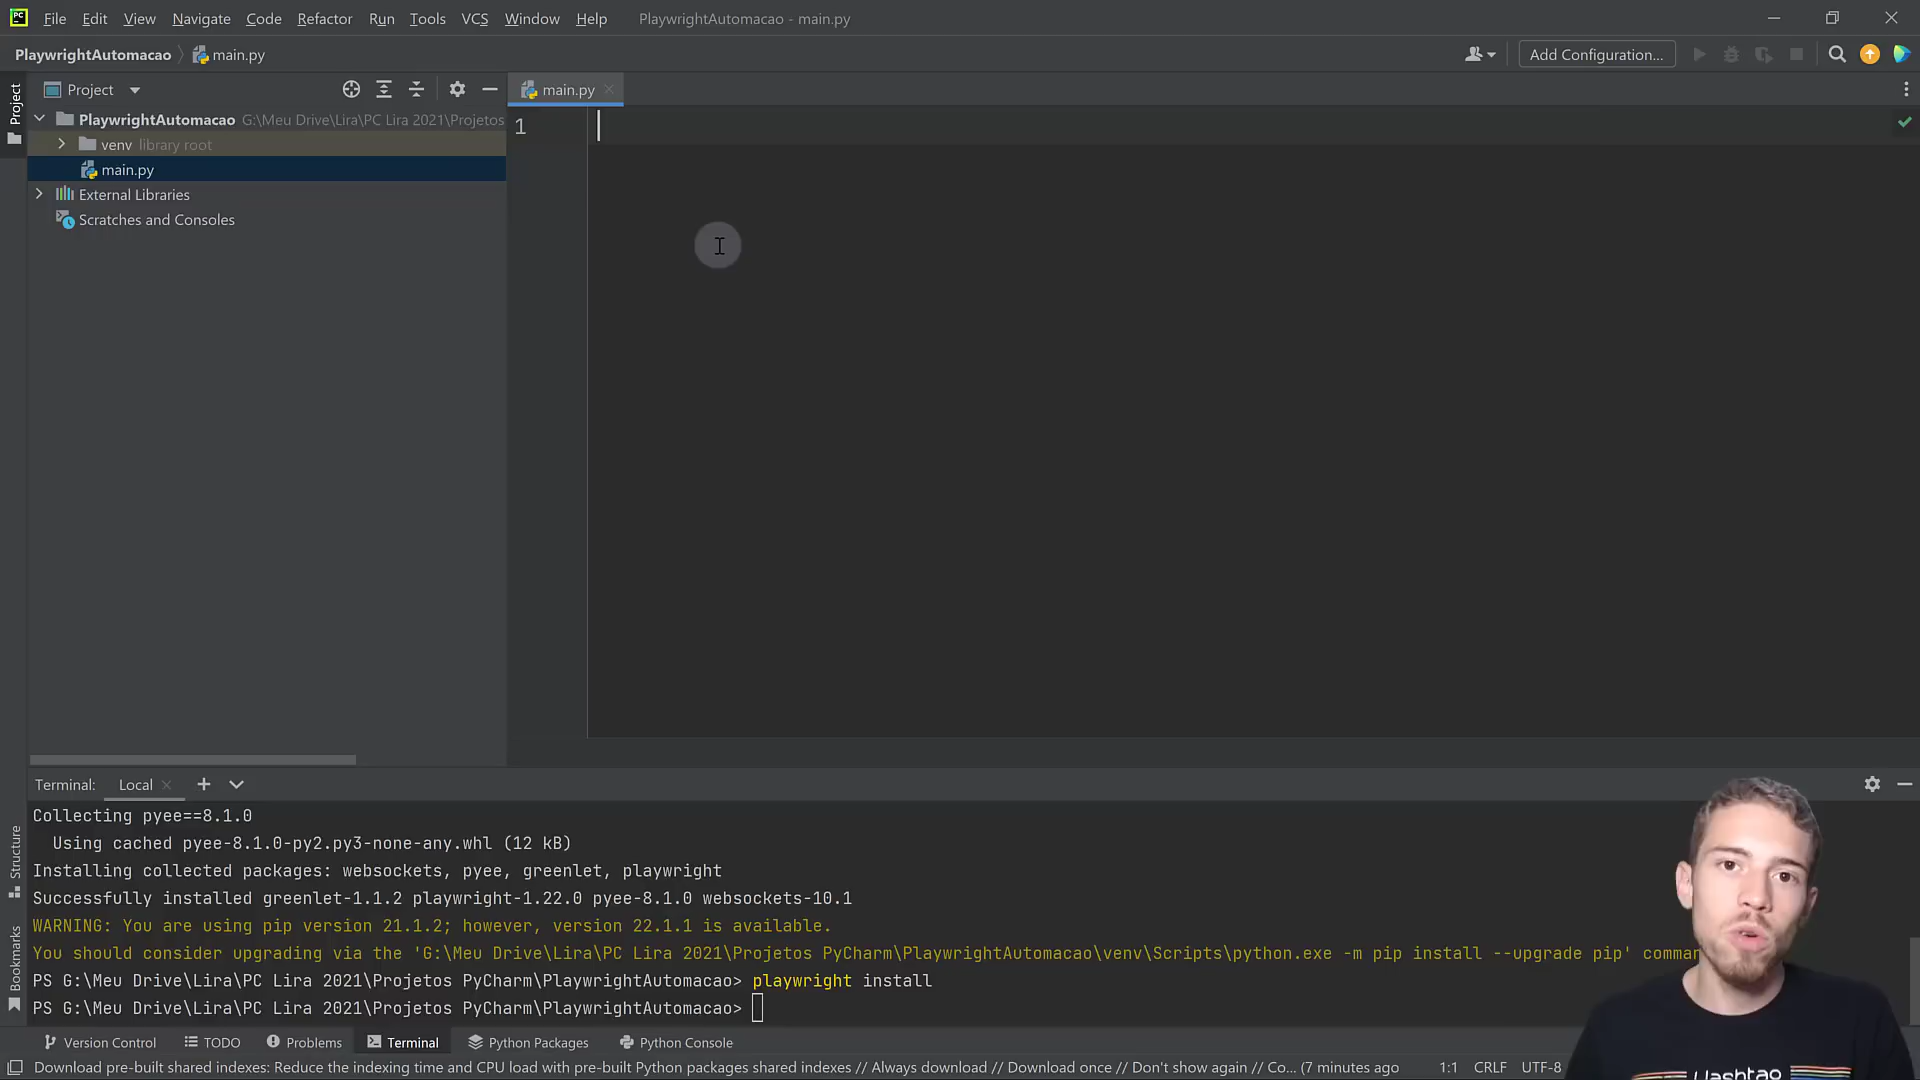 File Edit View Navigate Code Refactor Run Tools VCS Window Help PlaywrightAutomacao - main.py
PlaywrightAutomacao main.py Add Configuration...
Project
Project
main.py
PlaywrightAutomacao G:\Meu Drive\Lira\PC Lira 2021\Projetos
1
venv library root
main.py
External Libraries
Scratches and Consoles
Terminal: Local
Structure
Bookmarks
Collecting pyee==8.1.0
Using cached pyee-8.1.0-py2.py3-none-any.whl (12 kB)
Installing collected packages: websockets, pyee, greenlet, playwright
Successfully installed greenlet-1.1.2 playwright-1.22.0 pyee-8.1.0 websockets-10.1
WARNING: You are using pip version 21.1.2; however, version 22.1.1 is available.
You should consider upgrading via the 'G:\Meu Drive\Lira\PC Lira 2021\Projetos PyCharm\PlaywrightAutomacao\venv\Scripts\python.exe -m pip install --upgrade pip' comman
PS G:\Meu Drive\Lira\PC Lira 2021\Projetos PyCharm\PlaywrightAutomacao> playwright install
PS G:\Meu Drive\Lira\PC Lira 2021\Projetos PyCharm\PlaywrightAutomacao>
Version Control TODO Problems Terminal Python Packages Python Console
Download pre-built shared indexes: Reduce the indexing time and CPU load with pre-built Python packages shared indexes // Always download // Download once // Don't show again // Co... (7 minutes ago 1:1 CRLF UTF-8
Hashtag